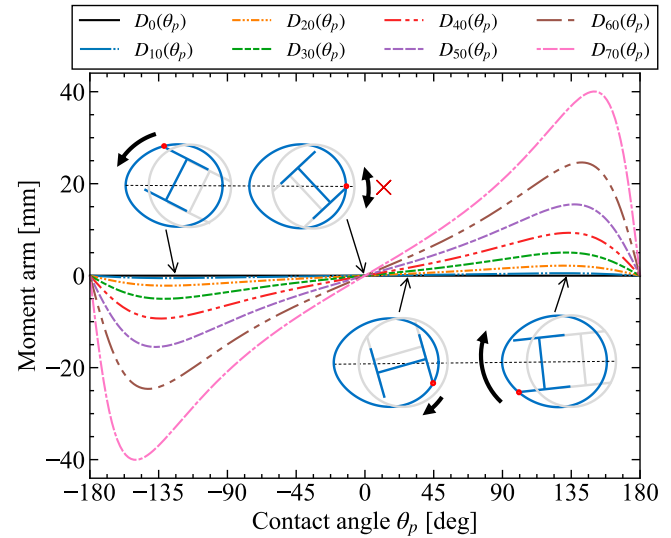 D₀(θₚ) D₂₀(θₚ) D₄₀(θₚ) D₆₀(θₚ)
D₁₀(θₚ) D₃₀(θₚ) D₅₀(θₚ) D₇₀(θₚ)
40
20
0
−20
−40
Moment arm [mm]
−180 −135 −90 −45 0 45 90 135 180
Contact angle θₚ [deg]